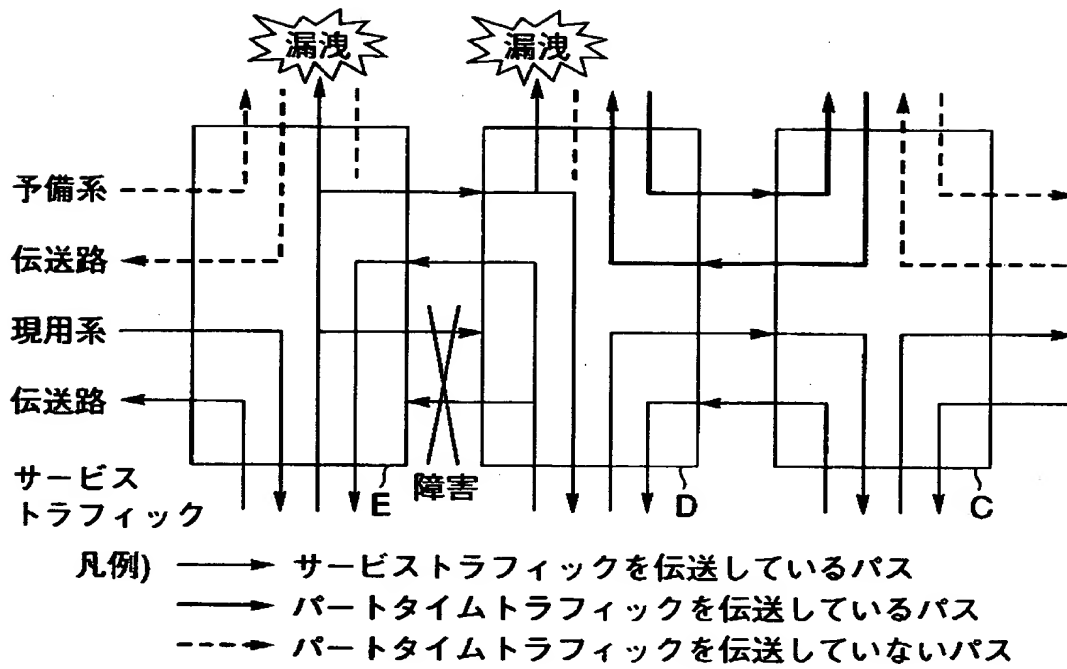 漏洩
漏洩
予備系
伝送路
現用系
伝送路
サービス
トラフィック
E
障害
D
C
凡例)
サービストラフィックを伝送しているパス
パートタイムトラフィックを伝送しているパス
パートタイムトラフィックを伝送していないパス